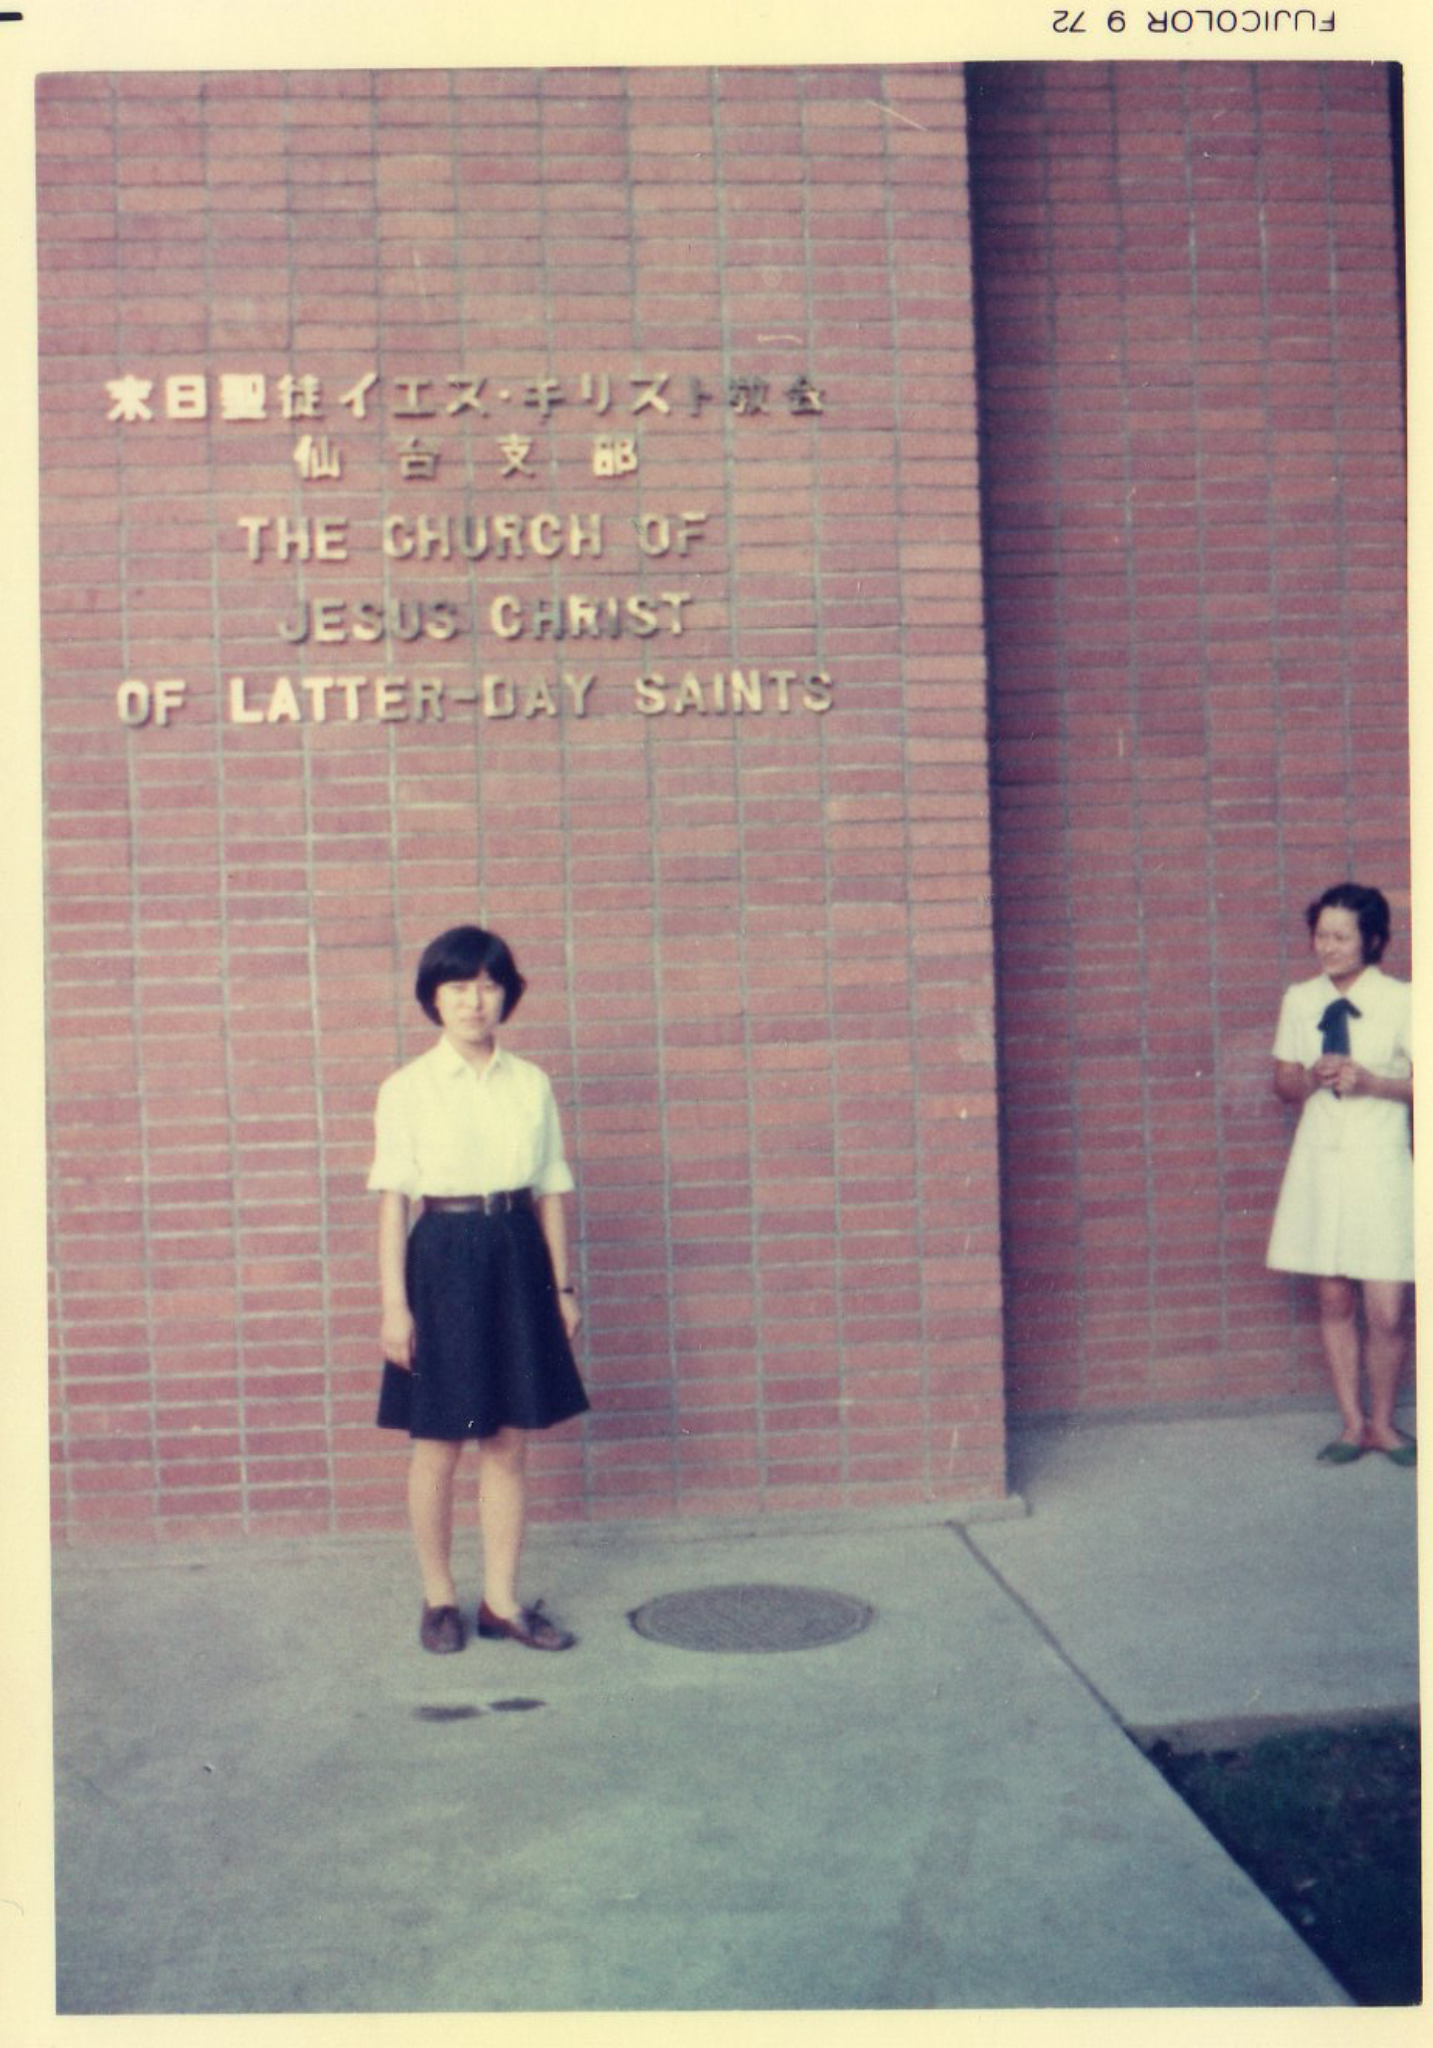 FUJICOLOR 9 72
末日聖徒イエス・キリスト教会
仙台支部
THE CHURCH OF
JESUS CHRIST
OF LATTER-DAY SAINTS